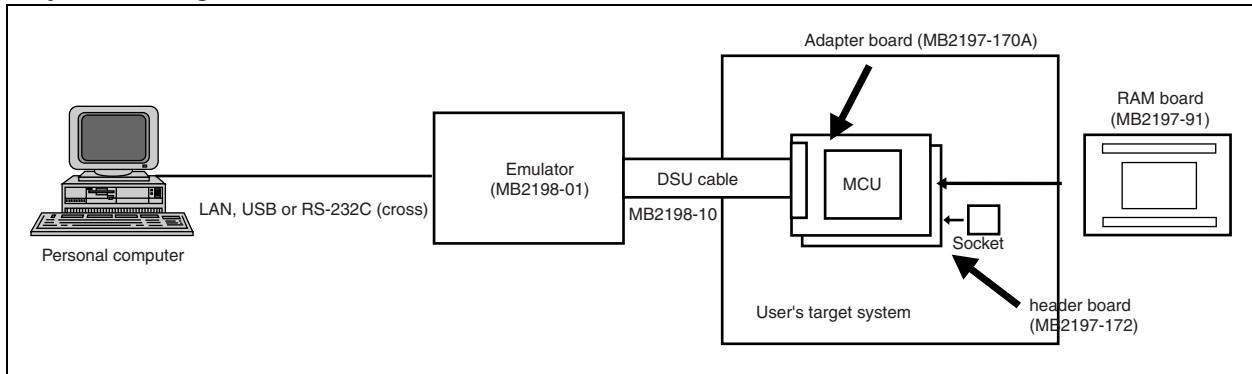 Adapter board (MB2197-170A)
RAM board
(MB2197-91)
Emulator
(MB2198-01)
DSU cable
MCU
LAN, USB or RS-232C (cross)
MB2198-10
Socket
Personal computer
User's target system
header board
(MB2197-172)